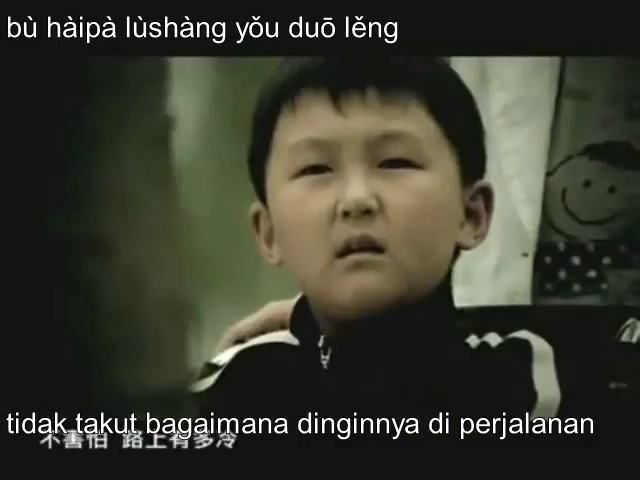 bù hàipà lùshàng yǒu duō lěng
tidak takut bagaimana dinginnya di perjalanan
不害怕 路上有多冷